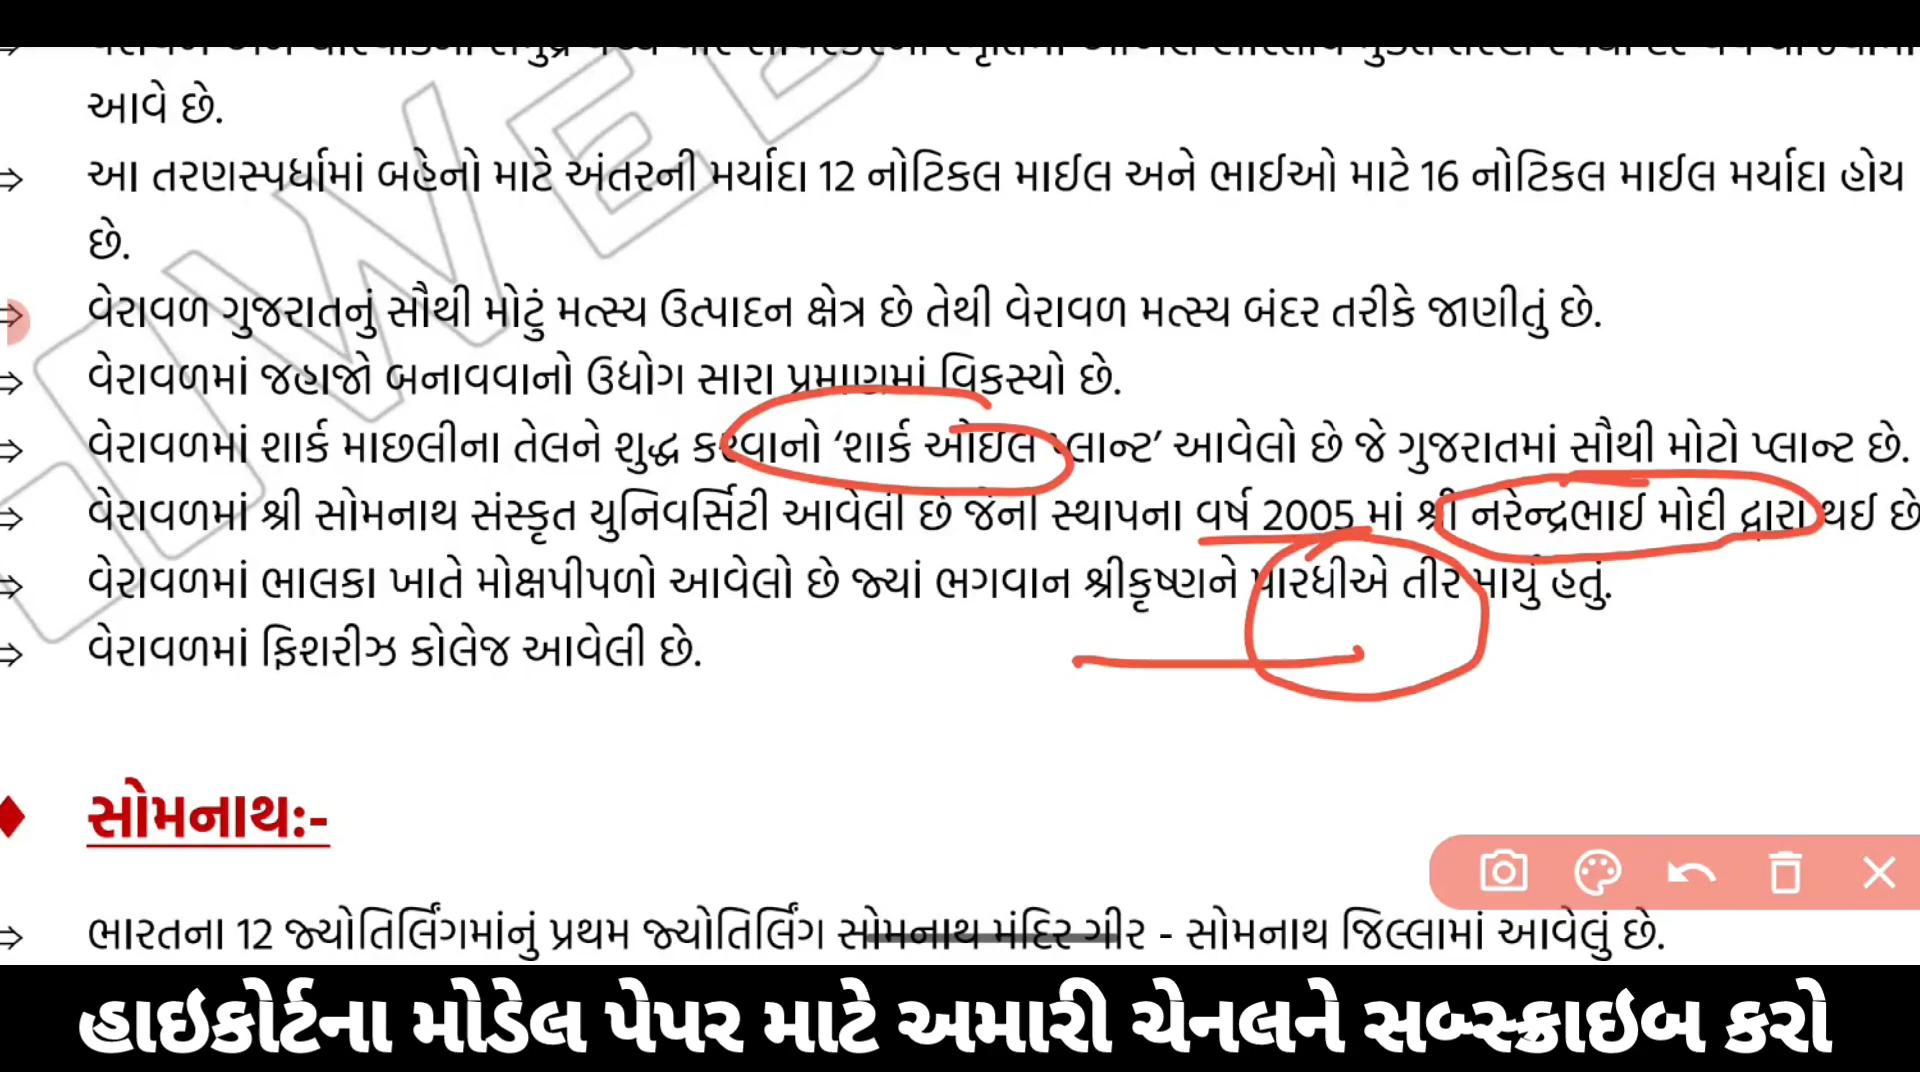 આવે છે.
⇒ આ તરણસ્પર્ધામાં બહેનો માટે અંતરની મર્યાદા 12 નોટિકલ માઈલ અને ભાઈઓ માટે 16 નોટિકલ માઈલ મર્યાદા હોય
છે.
⇒ વેરાવળ ગુજરાતનું સૌથી મોટું મત્સ્ય ઉત્પાદન ક્ષેત્ર છે તેથી વેરાવળ મત્સ્ય બંદર તરીકે જાણીતું છે.
⇒ વેરાવળમાં જહાજો બનાવવાનો ઉદ્યોગ સારા પ્રમાણમાં વિકસ્યો છે.
⇒ વેરાવળમાં શાર્ક માછલીના તેલને શુદ્ધ કરવાનો ‘શાર્ક ઓઇલ પ્લાન્ટ’ આવેલો છે જે ગુજરાતમાં સૌથી મોટો પ્લાન્ટ છે.
⇒ વેરાવળમાં શ્રી સોમનાથ સંસ્કૃત યુનિવર્સિટી આવેલી છે જેની સ્થાપના વર્ષ 2005 માં શ્રી નરેન્દ્રભાઈ મોદી દ્વારા થઈ છે
⇒ વેરાવળમાં ભાલકા ખાતે મોક્ષપીપળો આવેલો છે જ્યાં ભગવાન શ્રીકૃષ્ણને પારધીએ તીર માર્યું હતું.
⇒ વેરાવળમાં ફિશરીઝ કોલેજ આવેલી છે.
♦ સોમનાથ:-
⇒ ભારતના 12 જ્યોતિર્લિંગમાંનું પ્રથમ જ્યોતિર્લિંગ સોમનાથ મંદિર ગીર - સોમનાથ જિલ્લામાં આવેલું છે.
હાઇકોર્ટના મોડેલ પેપર માટે અમારી ચેનલને સબ્સ્ક્રાઇબ કરો